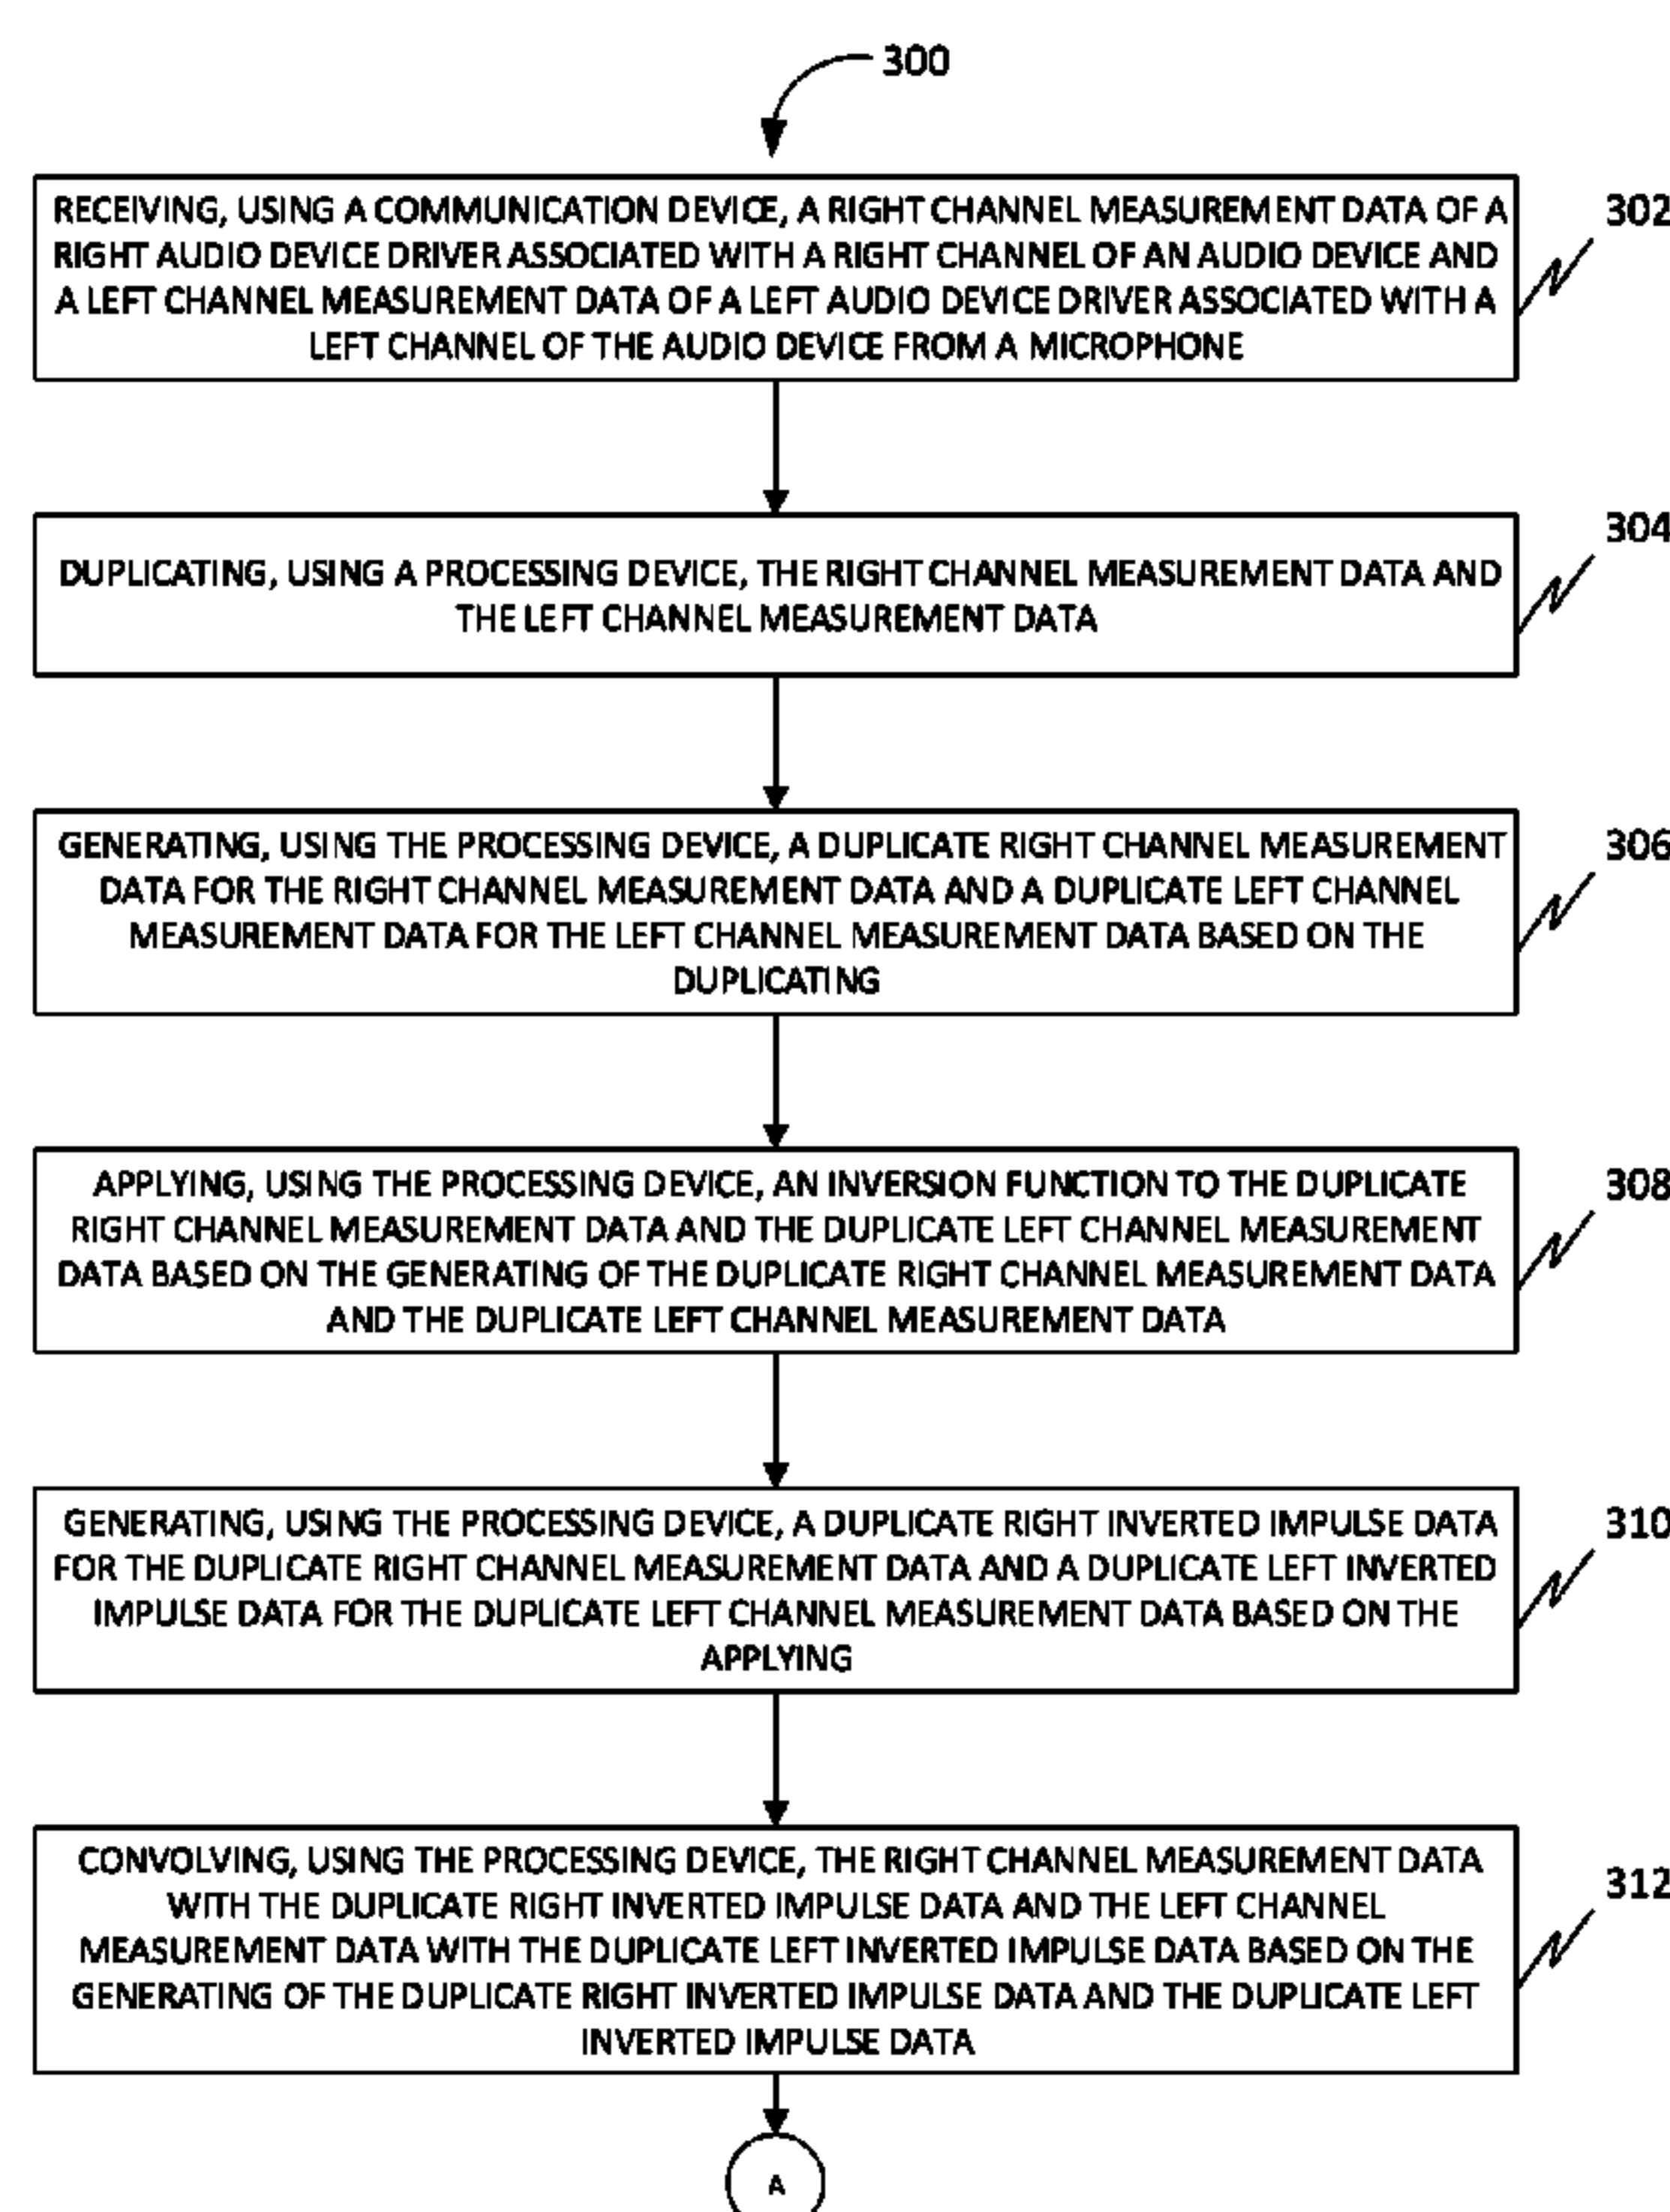 300
RECEIVING, USING A COMMUNICATION DEVICE, A RIGHT CHANNEL MEASUREMENT DATA OF A
RIGHT AUDIO DEVICE DRIVER ASSOCIATED WITH A RIGHT CHANNEL OF AN AUDIO DEVICE AND
A LEFT CHANNEL MEASUREMENT DATA OF A LEFT AUDIO DEVICE DRIVER ASSOCIATED WITH A
LEFT CHANNEL OF THE AUDIO DEVICE FROM A MICROPHONE
302
DUPLICATING, USING A PROCESSING DEVICE, THE RIGHT CHANNEL MEASUREMENT DATA AND
THE LEFT CHANNEL MEASUREMENT DATA
304
GENERATING, USING THE PROCESSING DEVICE, A DUPLICATE RIGHT CHANNEL MEASUREMENT
DATA FOR THE RIGHT CHANNEL MEASUREMENT DATA AND A DUPLICATE LEFT CHANNEL
MEASUREMENT DATA FOR THE LEFT CHANNEL MEASUREMENT DATA BASED ON THE
DUPLICATING
306
APPLYING, USING THE PROCESSING DEVICE, AN INVERSION FUNCTION TO THE DUPLICATE
RIGHT CHANNEL MEASUREMENT DATA AND THE DUPLICATE LEFT CHANNEL MEASUREMENT
DATA BASED ON THE GENERATING OF THE DUPLICATE RIGHT CHANNEL MEASUREMENT DATA
AND THE DUPLICATE LEFT CHANNEL MEASUREMENT DATA
308
GENERATING, USING THE PROCESSING DEVICE, A DUPLICATE RIGHT INVERTED IMPULSE DATA
FOR THE DUPLICATE RIGHT CHANNEL MEASUREMENT DATA AND A DUPLICATE LEFT INVERTED
IMPULSE DATA FOR THE DUPLICATE LEFT CHANNEL MEASUREMENT DATA BASED ON THE
APPLYING
310
CONVOLVING, USING THE PROCESSING DEVICE, THE RIGHT CHANNEL MEASUREMENT DATA
WITH THE DUPLICATE RIGHT INVERTED IMPULSE DATA AND THE LEFT CHANNEL
MEASUREMENT DATA WITH THE DUPLICATE LEFT INVERTED IMPULSE DATA BASED ON THE
GENERATING OF THE DUPLICATE RIGHT INVERTED IMPULSE DATA AND THE DUPLICATE LEFT
INVERTED IMPULSE DATA
312
A